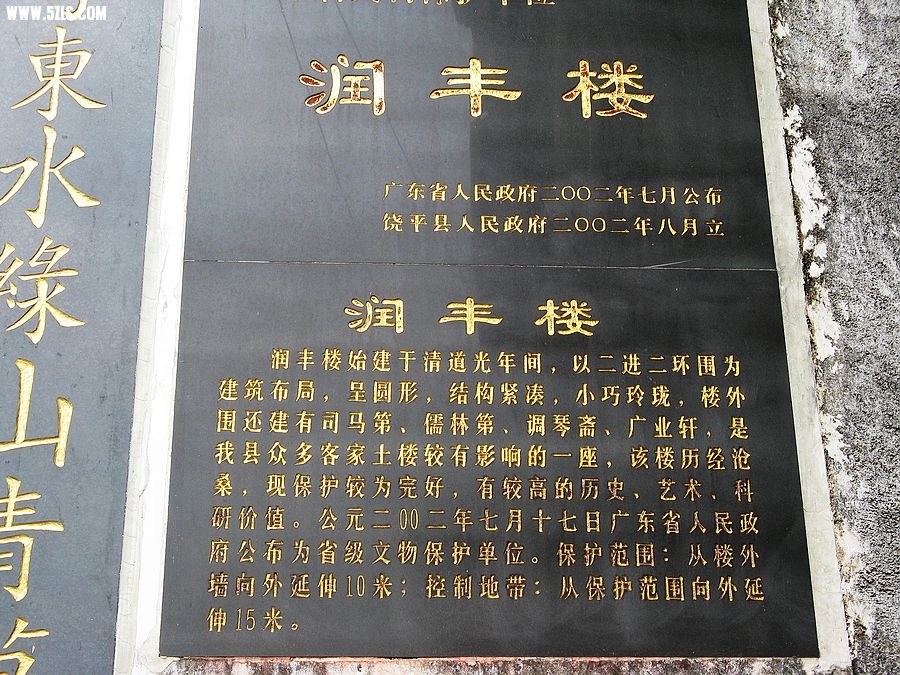 WWW.5ZLS.COM
润丰楼
广东省人民政府二〇〇二年七月公布
饶平县人民政府二〇〇二年八月立
润丰楼
润丰楼始建于清道光年间，以二进二环围为
建筑布局，呈圆形，结构紧凑，小巧玲珑，楼外
围还建有司马第、儒林第、调琴斋、广业轩，是
我县众多客家土楼较有影响的一座，该楼历经沧
桑，现保护较为完好，有较高的历史、艺术、科
研价值。公元二00二年七月十七日广东省人民政
府公布为省级文物保护单位。保护范围：从楼外
墙向外延伸10米；控制地带：从保护范围向外延
伸15米。
東水綠山青